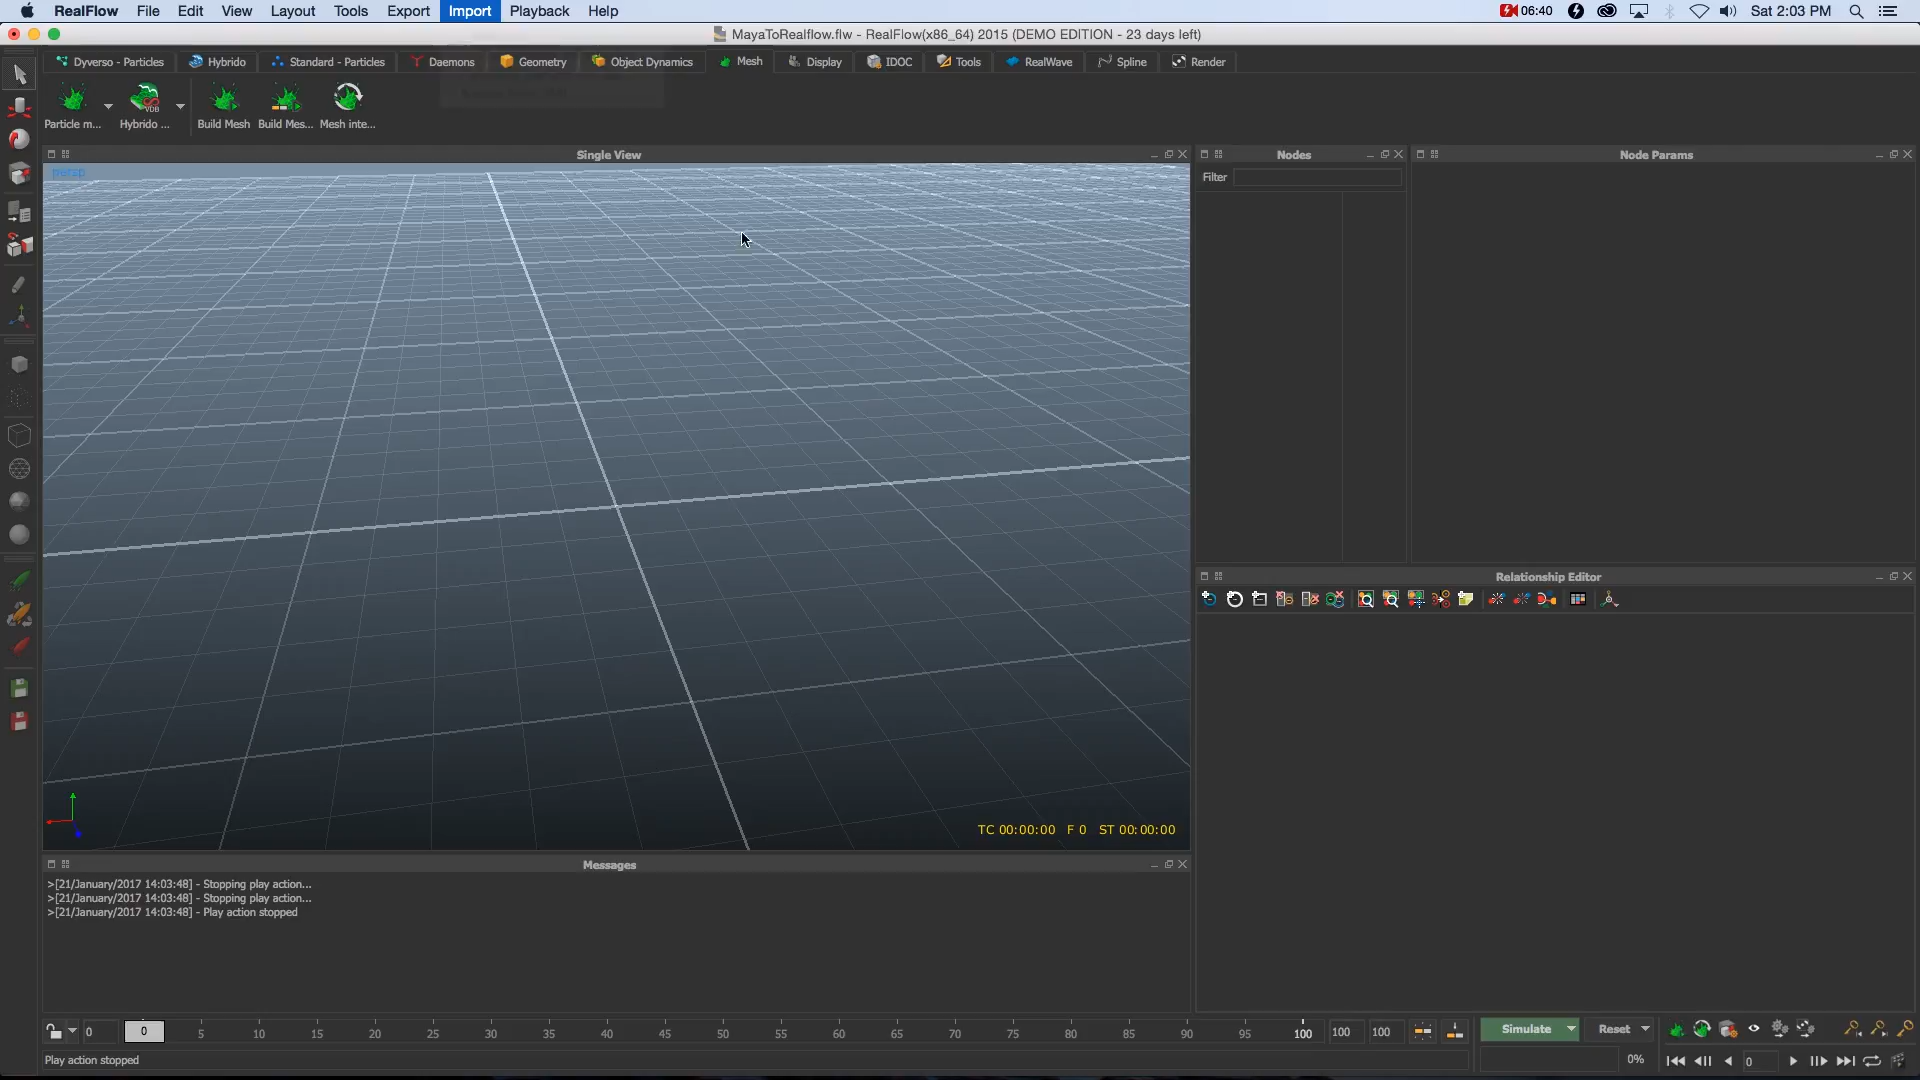 RealFlow File Edit View Layout Tools Export Import Playback Help 06:40 Sat 2:03 PM
MayaToRealflow.flw - RealFlow(x86_64) 2015 (DEMO EDITION - 23 days left)
Dyverso - Particles Hybrido Standard - Particles Daemons Geometry Object Dynamics Mesh Display IDOC Tools RealWave Spline Render
Particle m... Hybrido ... Build Mesh Build Mes... Mesh inte...
Single View Nodes Node Params
persp
Filter
TC 00:00:00 F 0 ST 00:00:00
Relationship Editor
Messages
>[21/January/2017 14:03:48] - Stopping play action...
>[21/January/2017 14:03:48] - Stopping play action...
>[21/January/2017 14:03:48] - Play action stopped
0 0 5 10 15 20 25 30 35 40 45 50 55 60 65 70 75 80 85 90 95 100 100 100 Simulate Reset
Play action stopped 0% 0